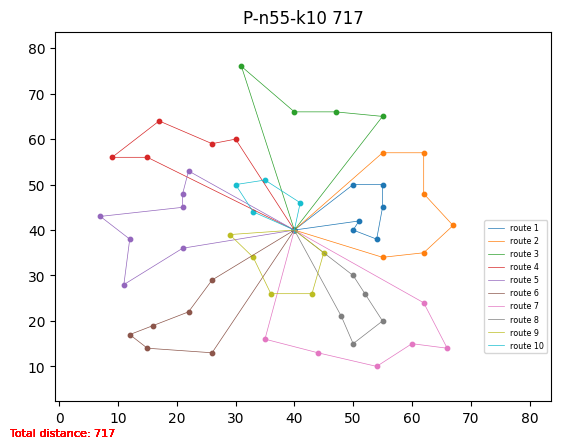 P-n55-k10 717
80
70
60
50
40
30
20
10
0 10 20 30 40 50 60 70 80
route 1
route 2
route 3
route 4
route 5
route 6
route 7
route 8
route 9
route 10
Total distance: 717